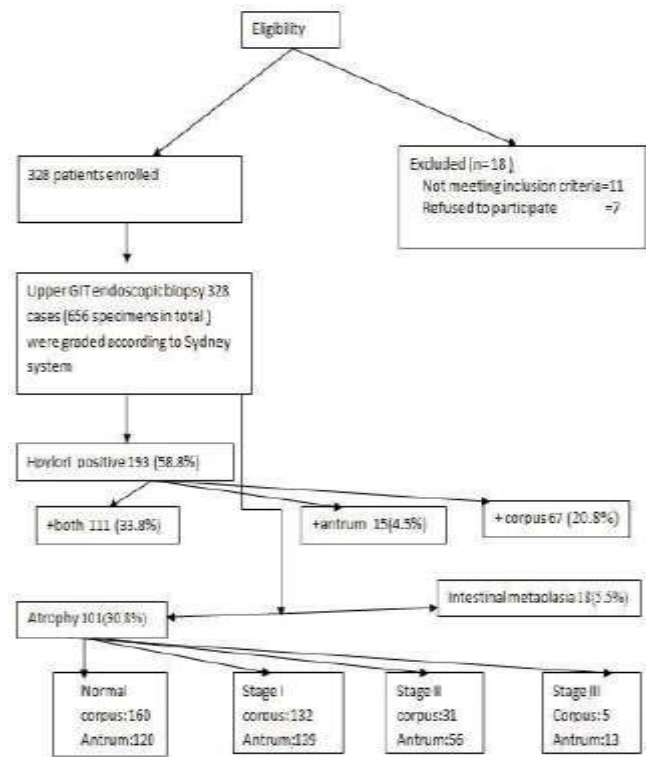 Eligibility
328 patients enrolled
Excluded (n=18)
Not meeting inclusion criteria=11
Refused to participate =7
Upper GIT endoscopic biopsy 328
cases (656 specimens in total)
were graded according to Sydney
system
H pylori positive 193 (58.8%)
+both 111 (33.8%)
+antrum 15(4.5%)
+ corpus 67 (20.8%)
Intestinal metaplasia 18(5.5%)
Atrophy 101(30.8%)
Normal
corpus:160
Antrum:120
Stage I
corpus:132
Antrum:139
Stage II
corpus:31
Antrum:56
Stage III
Corpus:5
Antrum:13